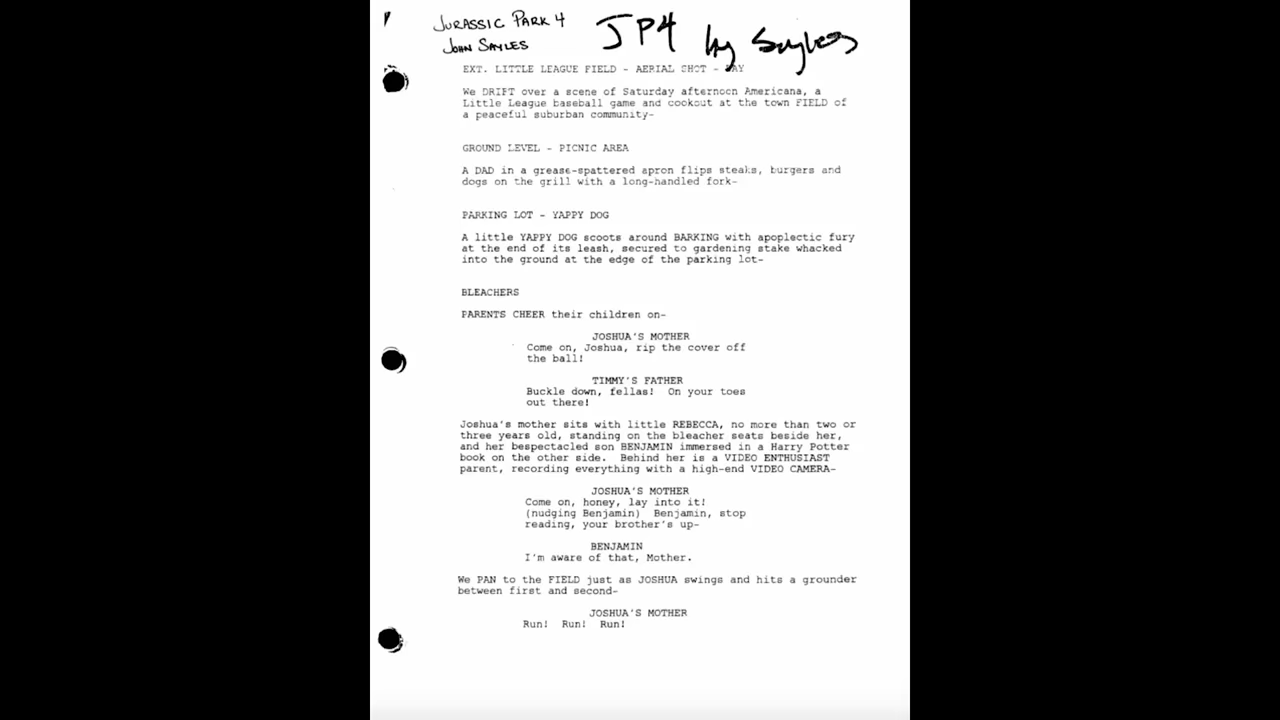 JURASSIC PARK 4
JOHN SAYLES
JP4 by Sayles
EXT. LITTLE LEAGUE FIELD - AERIAL SHOT - DAY
We DRIFT over a scene of Saturday afternoon Americana, a
Little League baseball game and cookout at the town FIELD of
a peaceful suburban community-
GROUND LEVEL - PICNIC AREA
A DAD in a grease-spattered apron flips steaks, burgers and
dogs on the grill with a long-handled fork-
PARKING LOT - YAPPY DOG
A little YAPPY DOG scoots around BARKING with apoplectic fury
at the end of its leash, secured to gardening stake whacked
into the ground at the edge of the parking lot-
BLEACHERS
PARENTS CHEER their children on-
JOSHUA'S MOTHER
Come on, Joshua, rip the cover off
the ball!
TIMMY'S FATHER
Buckle down, fellas! On your toes
out there!
Joshua's mother sits with little REBECCA, no more than two or
three years old, standing on the bleacher seats beside her,
and her bespectacled son BENJAMIN immersed in a Harry Potter
book on the other side. Behind her is a VIDEO ENTHUSIAST
parent, recording everything with a high-end VIDEO CAMERA-
JOSHUA'S MOTHER
Come on, honey, lay into it!
(nudging Benjamin) Benjamin, stop
reading, your brother's up-
BENJAMIN
I'm aware of that, Mother.
We PAN to the FIELD just as JOSHUA swings and hits a grounder
between first and second-
JOSHUA'S MOTHER
Run! Run! Run!